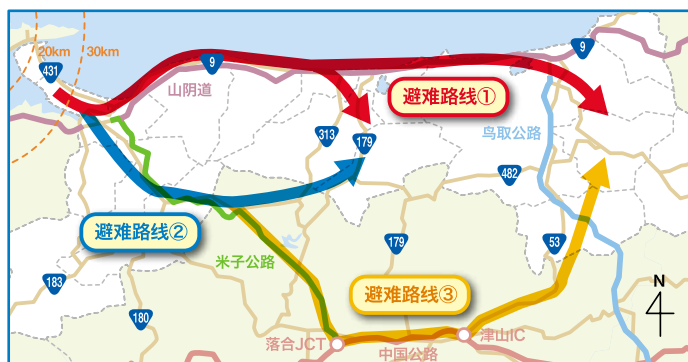 20km
30km
431
9
9
山阴道
避难路线①
鸟取公路
313
179
482
避难路线②
米子公路
179
53
183
避难路线③
N
180
落合JCT
津山IC
中国公路